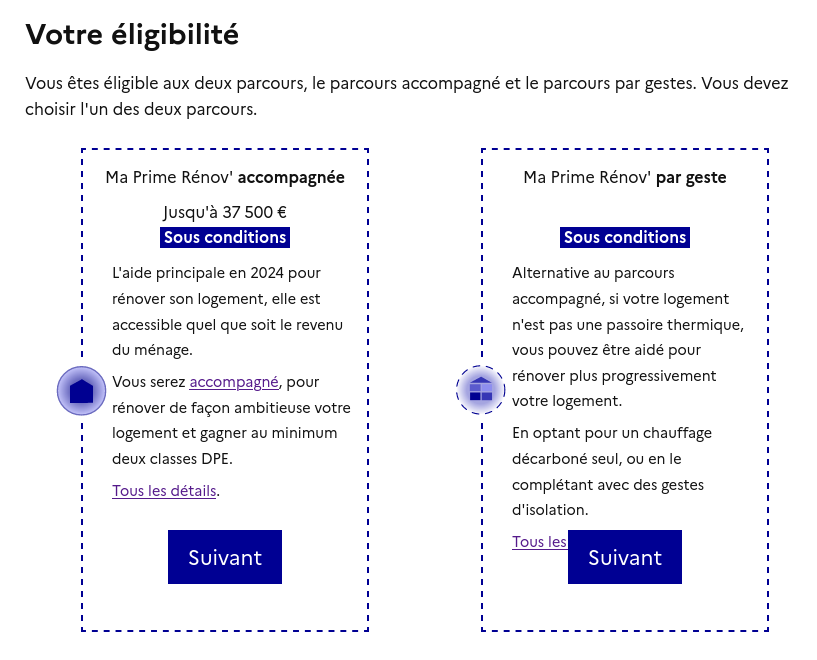 Votre éligibilité
Vous êtes éligible aux deux parcours, le parcours accompagné et le parcours par gestes. Vous devez
choisir l'un des deux parcours.
Ma Prime Rénov' accompagnée
Jusqu'à 37 500 €
Sous conditions
L'aide principale en 2024 pour
rénover son logement, elle est
accessible quel que soit le revenu
du ménage.
Vous serez accompagné, pour
rénover de façon ambitieuse votre
logement et gagner au minimum
deux classes DPE.
Tous les détails.
Suivant
Ma Prime Rénov' par geste
Sous conditions
Alternative au parcours
accompagné, si votre logement
n'est pas une passoire thermique,
vous pouvez être aidé pour
rénover plus progressivement
votre logement.
En optant pour un chauffage
décarboné seul, ou en le
complétant avec des gestes
d'isolation.
Tous les
Suivant